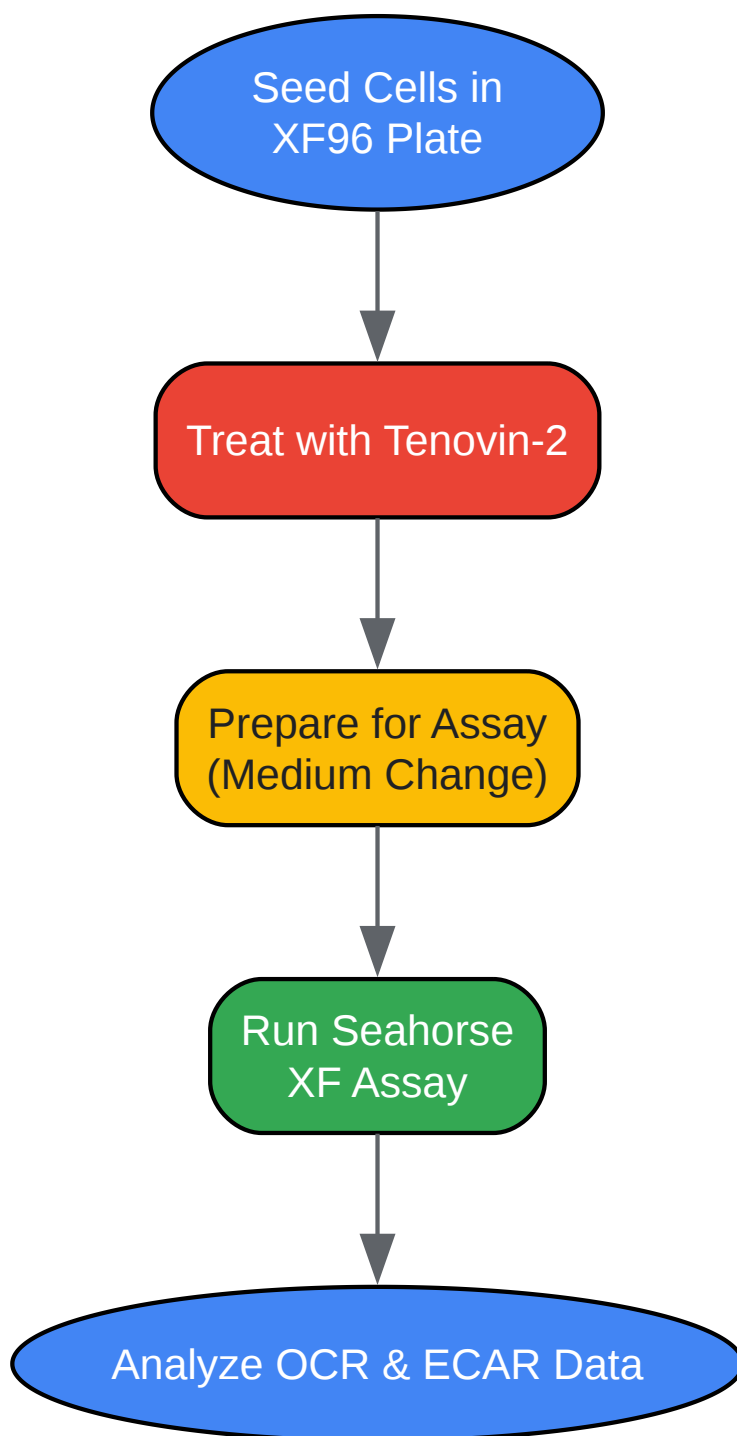 Seed Cells in
XF96 Plate
Treat with Tenovin-2
Prepare for Assay
(Medium Change)
Run Seahorse
XF Assay
Analyze OCR & ECAR Data